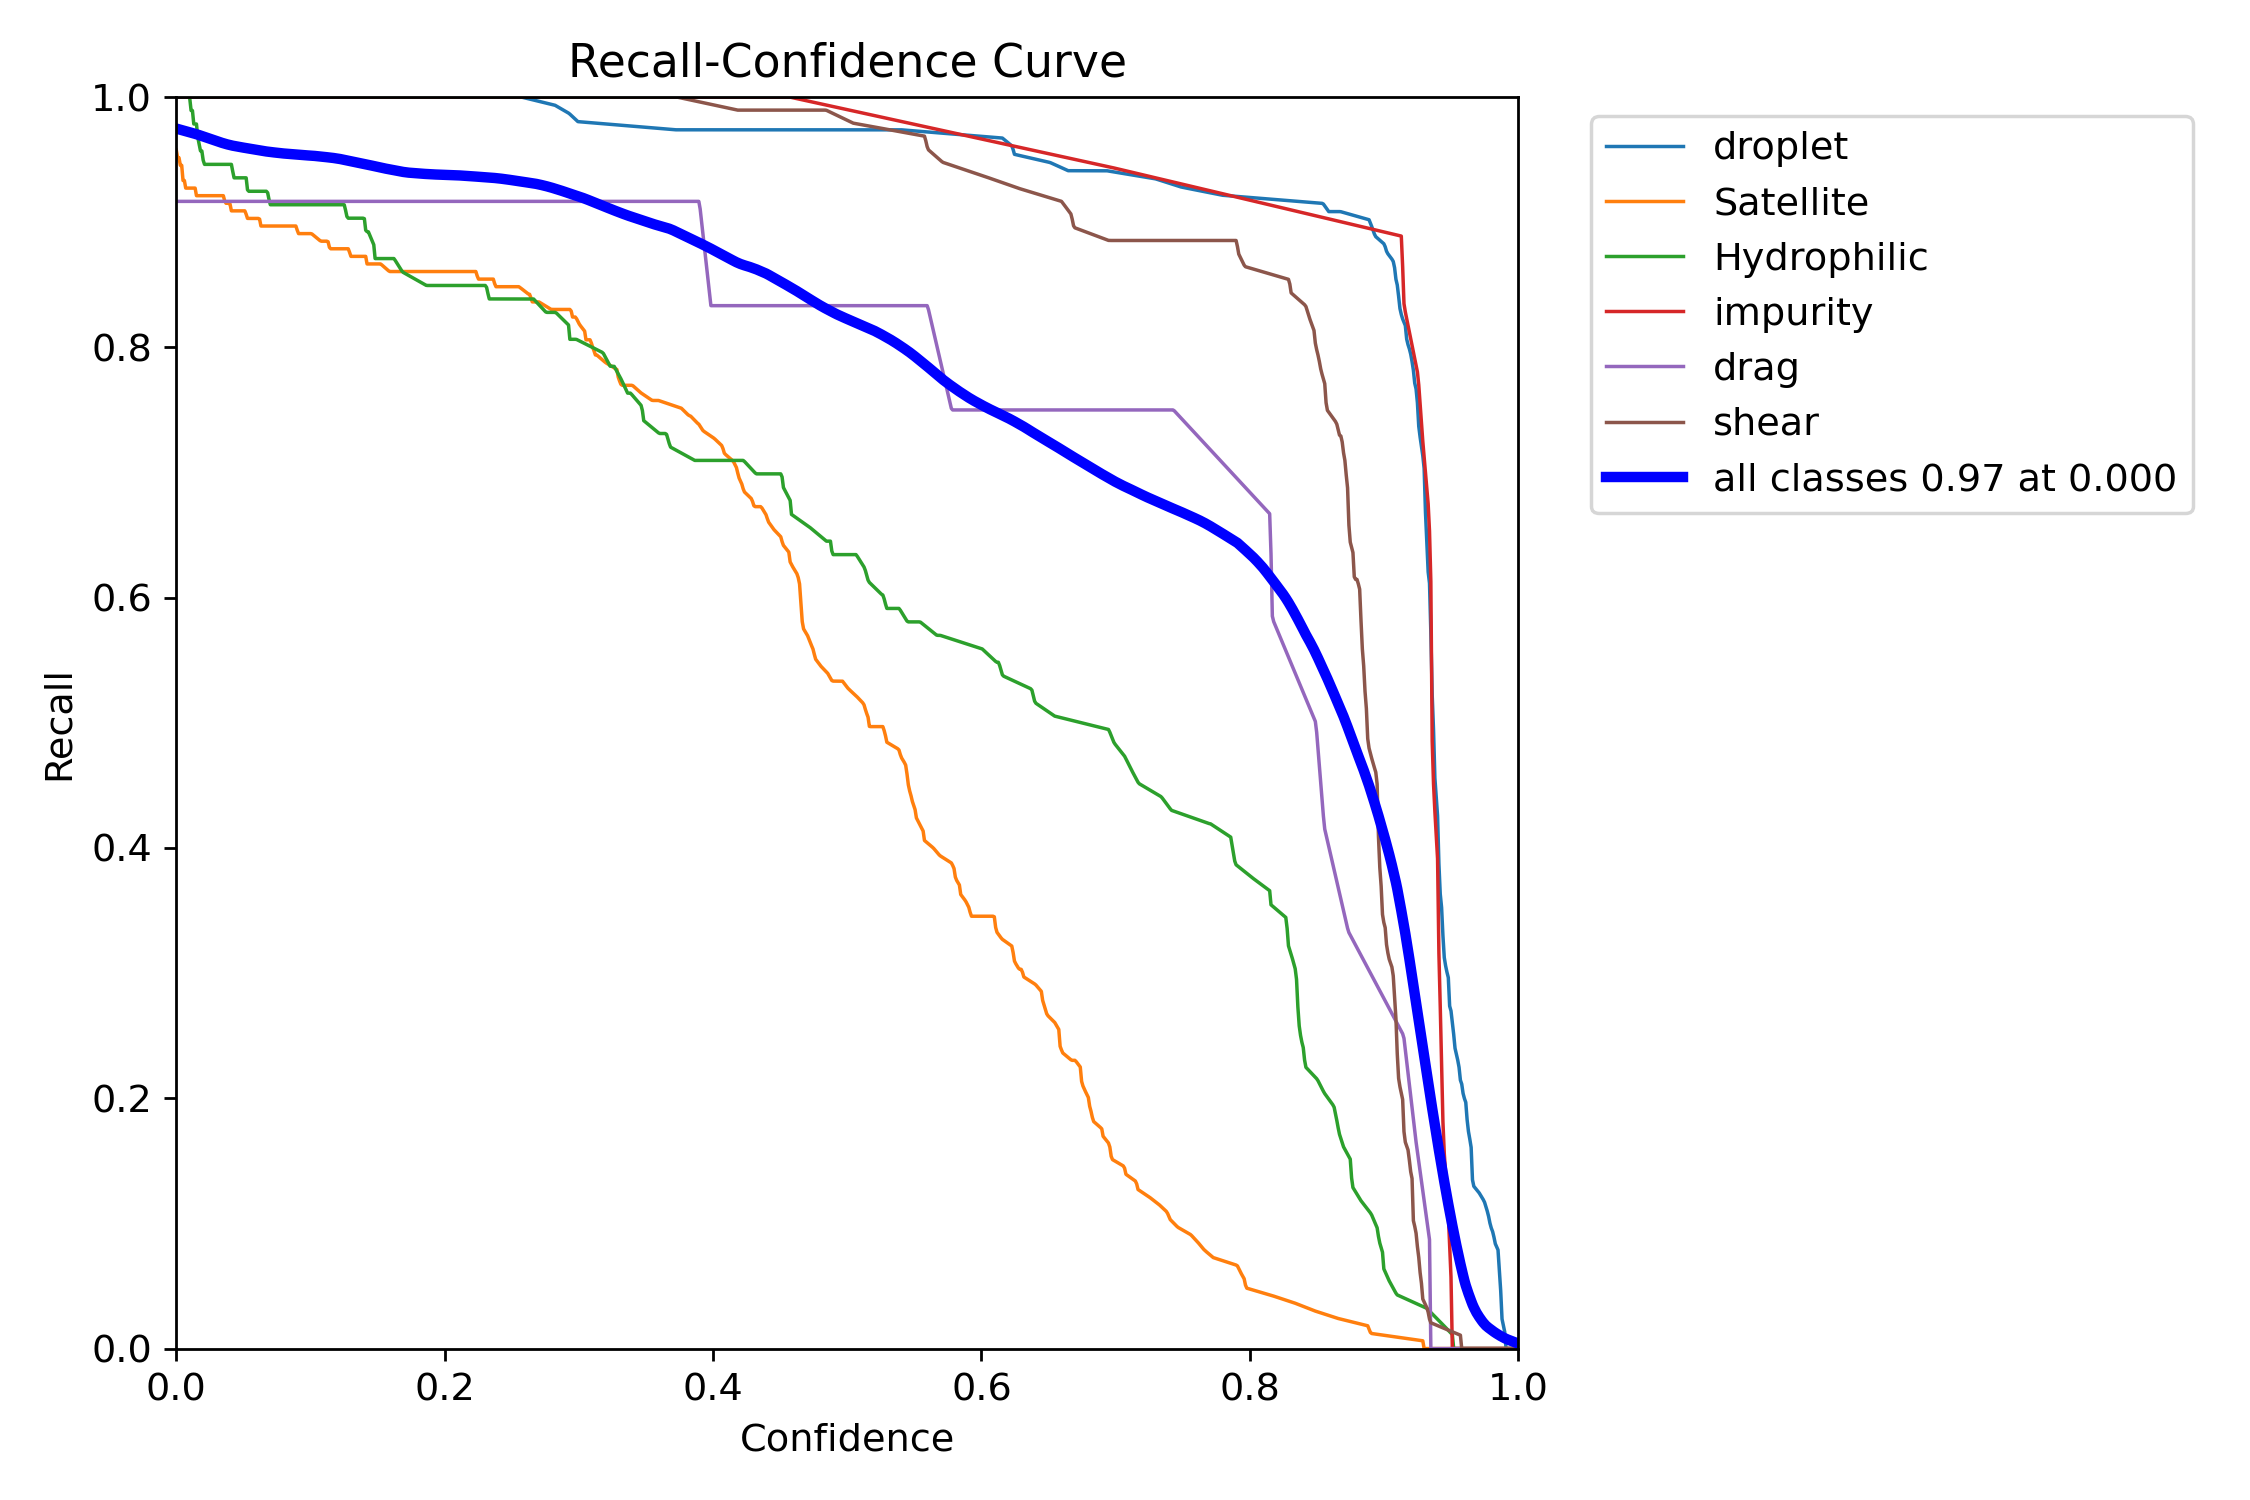 Recall-Confidence Curve
1.0
0.8
0.6
0.4
0.2
0.0
Recall
0.0 0.2 0.4 0.6 0.8 1.0
Confidence
droplet
Satellite
Hydrophilic
impurity
drag
shear
all classes 0.97 at 0.000